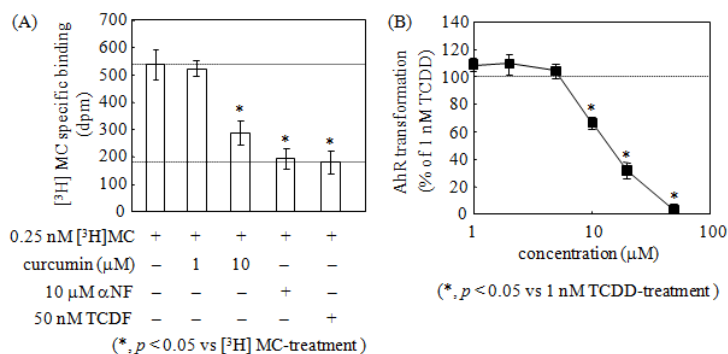 (A)
[³H] MC specific binding
(dpm)
700
600
500
400
300
200
100
0
*
*
*
0.25 nM [³H]MC + + + + +
curcumin (μM) – 1 10 – –
10 μM αNF – – – + –
50 nM TCDF – – – – +
(*, p < 0.05 vs [³H] MC-treatment )
(B)
AhR transformation
(% of 1 nM TCDD)
140
120
100
80
60
40
20
0
*
*
*
1 10 100
concentration (μM)
(*, p < 0.05 vs 1 nM TCDD-treatment )